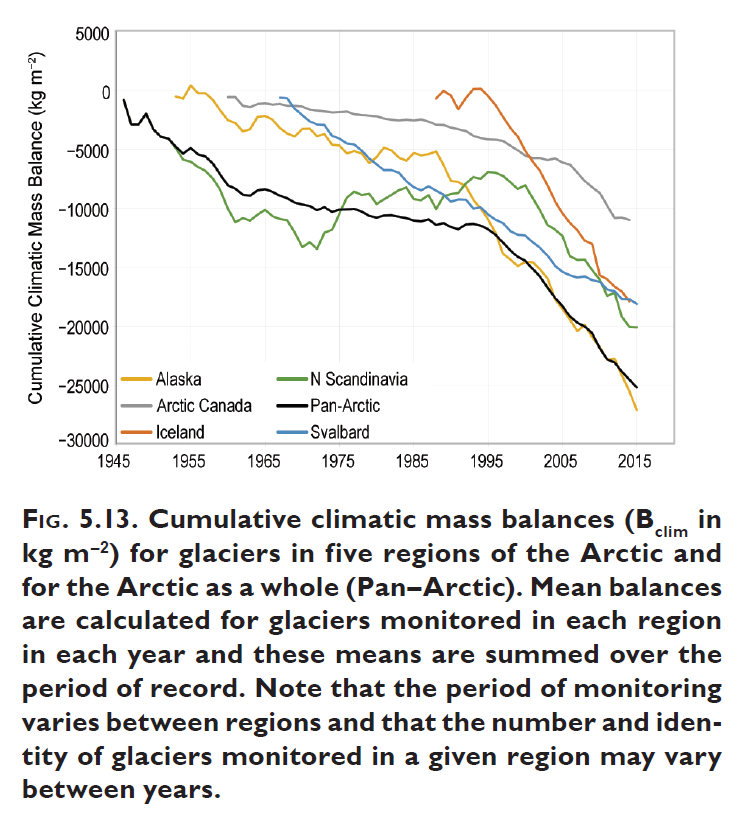 Cumulative Climatic Mass Balance (kg m⁻²)
5000
0
−5000
−10000
−15000
−20000
−25000
−30000
Alaska
N Scandinavia
Arctic Canada
Pan-Arctic
Iceland
Svalbard
1945 1955 1965 1975 1985 1995 2005 2015
Fig. 5.13. Cumulative climatic mass balances (Bclim in
kg m⁻²) for glaciers in five regions of the Arctic and
for the Arctic as a whole (Pan–Arctic). Mean balances
are calculated for glaciers monitored in each region
in each year and these means are summed over the
period of record. Note that the period of monitoring
varies between regions and that the number and iden-
tity of glaciers monitored in a given region may vary
between years.